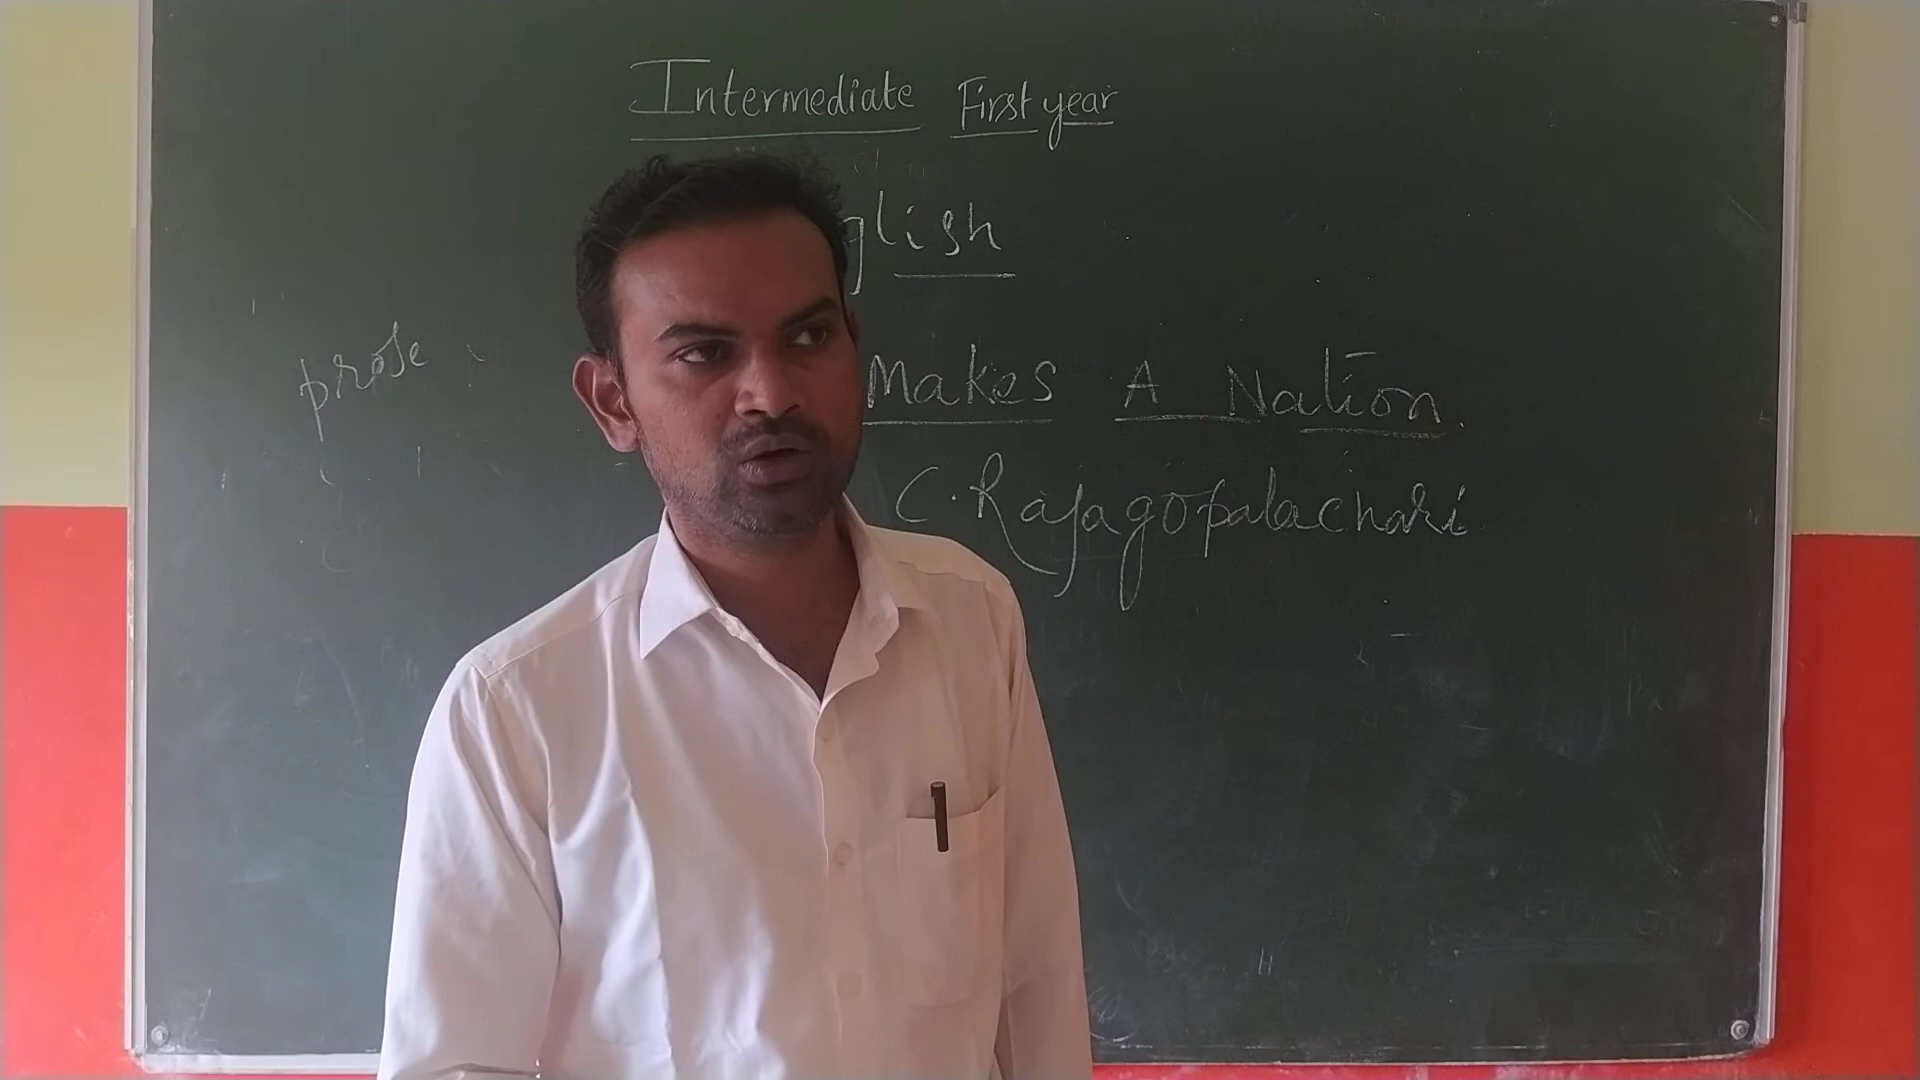 Intermediate First year
glish
prose : Makes A Nation.
C. Rajagopalachari